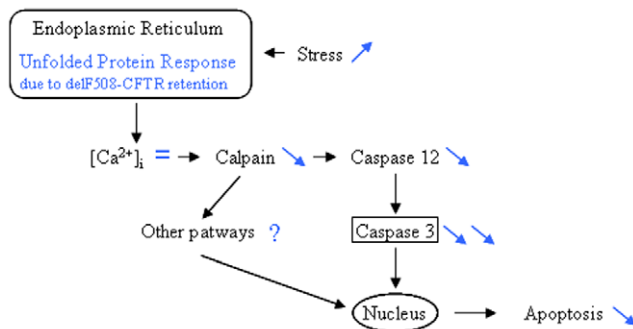 Endoplasmic Reticulum
Unfolded Protein Response
due to delF508-CFTR retention
Stress
[Ca²⁺]ᵢ = Calpain Caspase 12
Other patways ? Caspase 3
Nucleus Apoptosis